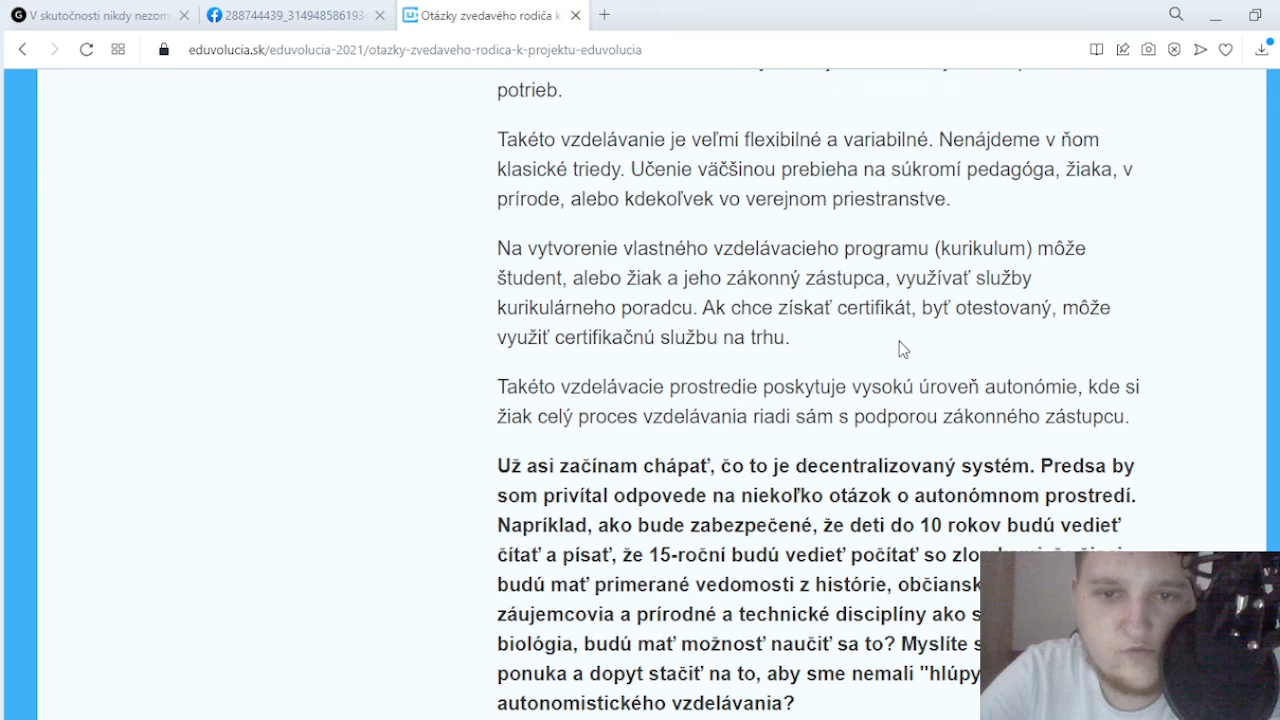 V skutočnosti nikdy nezom
288744439_31494858619
Otázky zvedavého rodiča k
eduvolucia.sk/eduvolucia-2021/otazky-zvedaveho-rodica-k-projektu-eduvolucia
potrieb.
Takéto vzdelávanie je veľmi flexibilné a variabilné. Nenájdeme v ňom
klasické triedy. Učenie väčšinou prebieha na súkromí pedagóga, žiaka, v
prírode, alebo kdekoľvek vo verejnom priestranstve.
Na vytvorenie vlastného vzdelávacieho programu (kurikulum) môže
študent, alebo žiak a jeho zákonný zástupca, využívať služby
kurikulárneho poradcu. Ak chce získať certifikát, byť otestovaný, môže
využiť certifikačnú službu na trhu.
Takéto vzdelávacie prostredie poskytuje vysokú úroveň autonómie, kde si
žiak celý proces vzdelávania riadi sám s podporou zákonného zástupcu.
Už asi začínam chápať, čo to je decentralizovaný systém. Predsa by
som privítal odpovede na niekoľko otázok o autonómnom prostredí.
Napríklad, ako bude zabezpečené, že deti do 10 rokov budú vedieť
čítať a písať, že 15-roční budú vedieť počítať so
budú mať primerané vedomosti z histórie,
záujemcovia a prírodné a technické disciplíny ako
biológia, budú mať možnosť naučiť sa to? Myslíte
ponuka a dopyt stačiť na to, aby sme nemali
autonomistického vzdelávania?